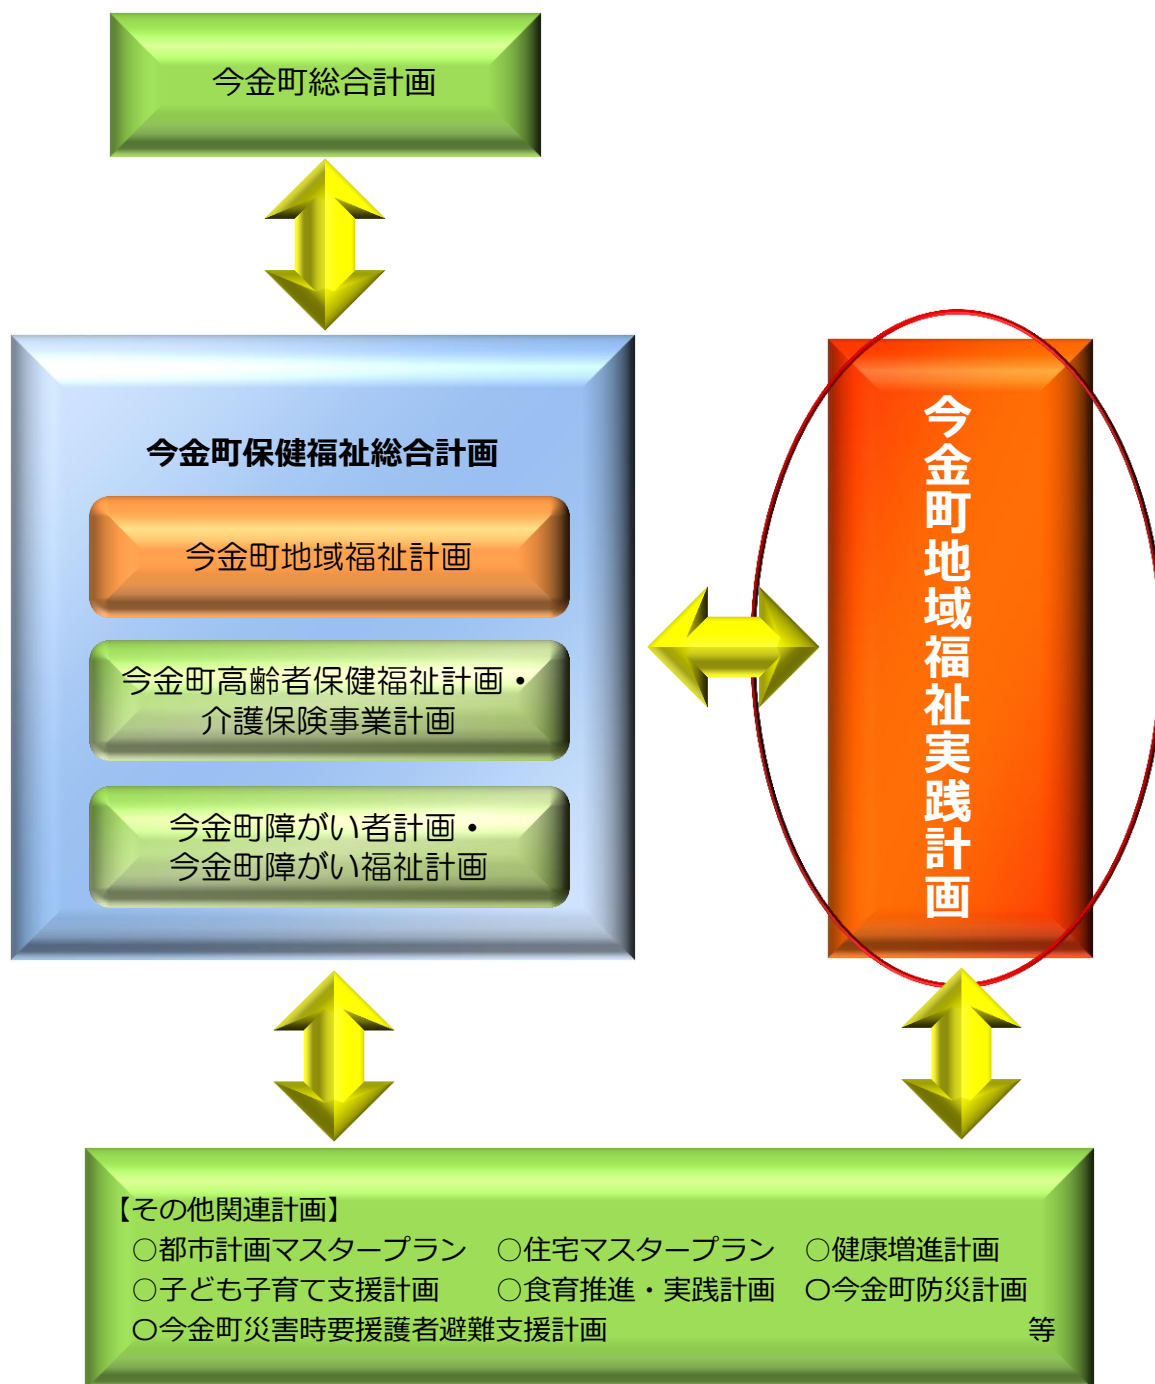 今金町総合計画
今金町保健福祉総合計画
今金町地域福祉計画
今金町高齢者保健福祉計画・
介護保険事業計画
今金町障がい者計画・
今金町障がい福祉計画
今金町地域福祉実践計画
【その他関連計画】
○都市計画マスタープラン　○住宅マスタープラン　○健康増進計画
○子ども子育て支援計画　○食育推進・実践計画　〇今金町防災計画
〇今金町災害時要援護者避難支援計画　等